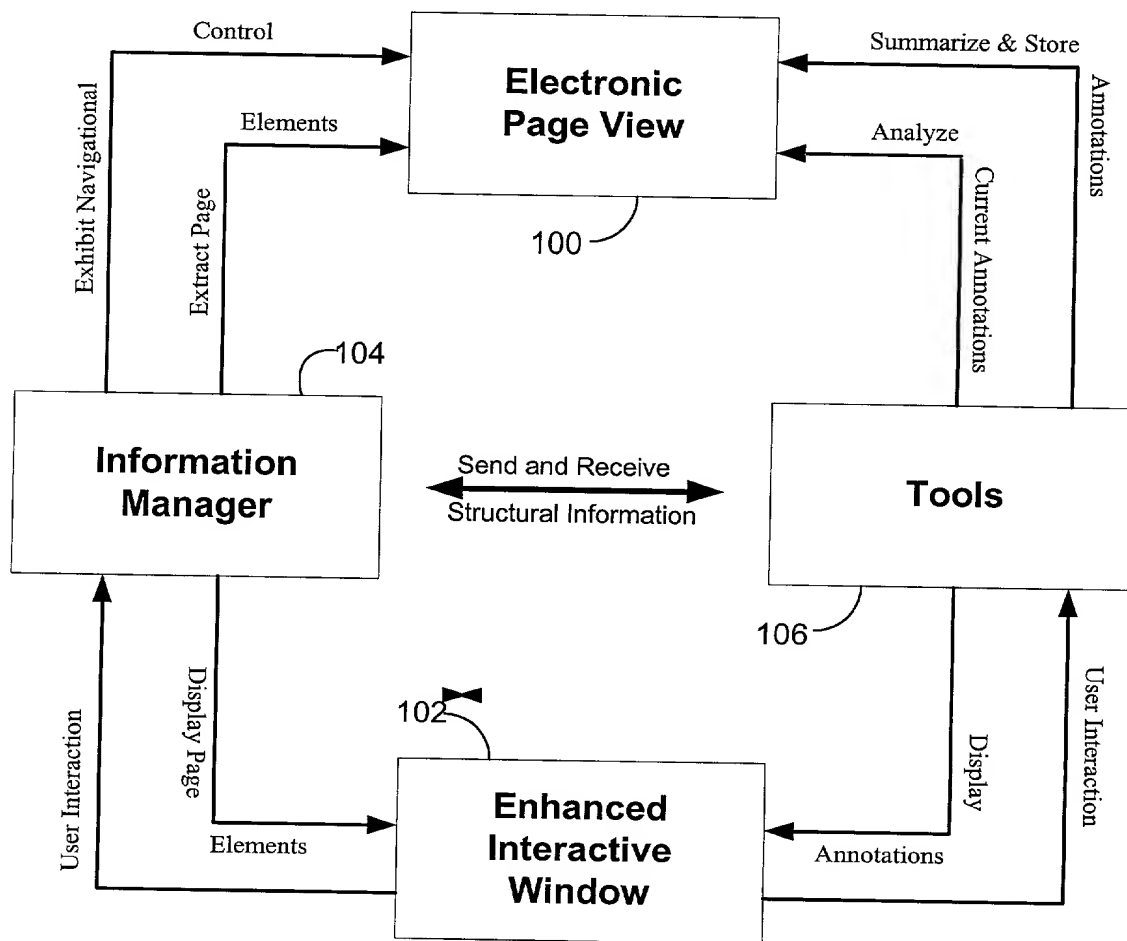 Control
Exhibit Navigational
Elements
Extract Page
Electronic
Page View
100
Summarize & Store
Annotations
Analyze
Current Annotations
104
Information
Manager
Send and Receive
Structural Information
Tools
106
User Interaction
Display Page
Elements
102
Enhanced
Interactive
Window
Display
Annotations
User Interaction